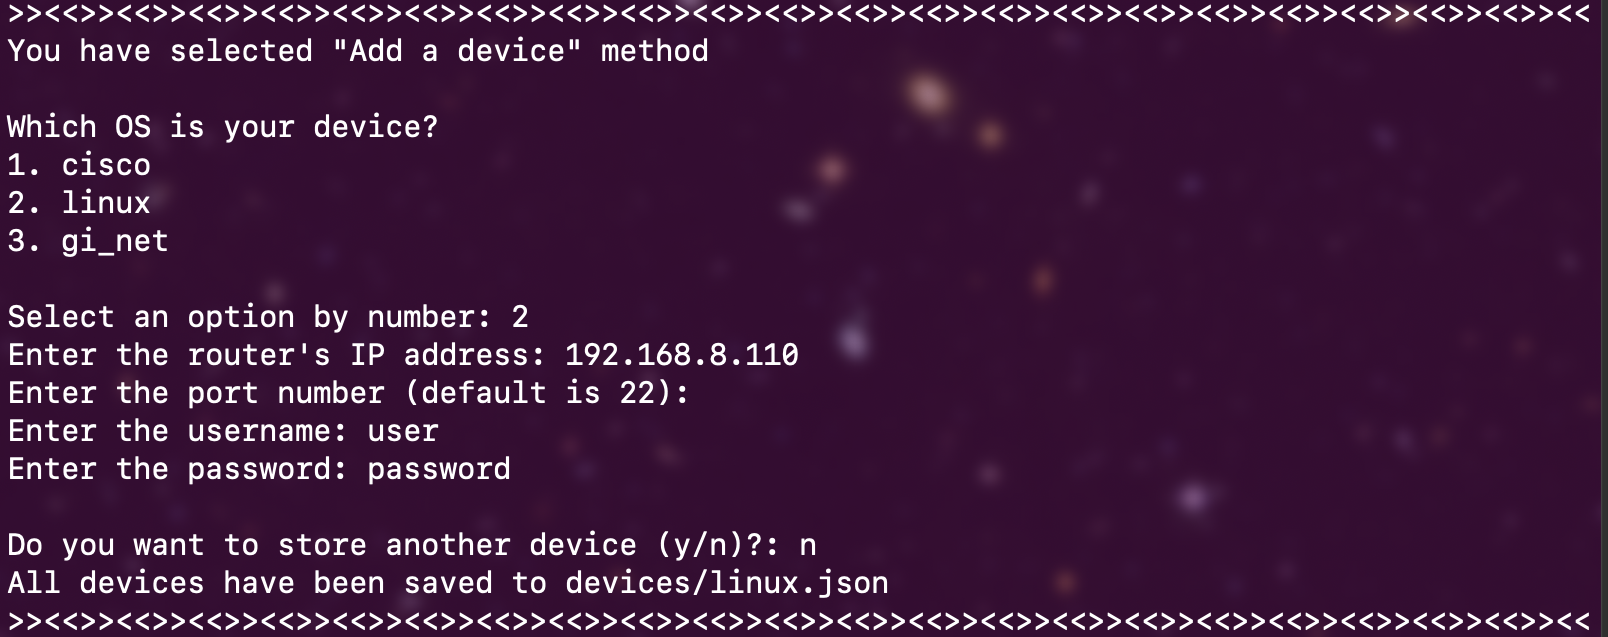 >><<>><<>><<>><<>><<>><<>><<>><<>><<>><<>><<>><<>><<>><<>><<>><<>><<>><<>><<>><<>><<>><<
You have selected "Add a device" method
Which OS is your device?
1. cisco
2. linux
3. gi_net
Select an option by number: 2
Enter the router's IP address: 192.168.8.110
Enter the port number (default is 22):
Enter the username: user
Enter the password: password
Do you want to store another device (y/n)?: n
All devices have been saved to devices/linux.json
>><<>><<>><<>><<>><<>><<>><<>><<>><<>><<>><<>><<>><<>><<>><<>><<>><<>><<>><<>><<>><<>><<